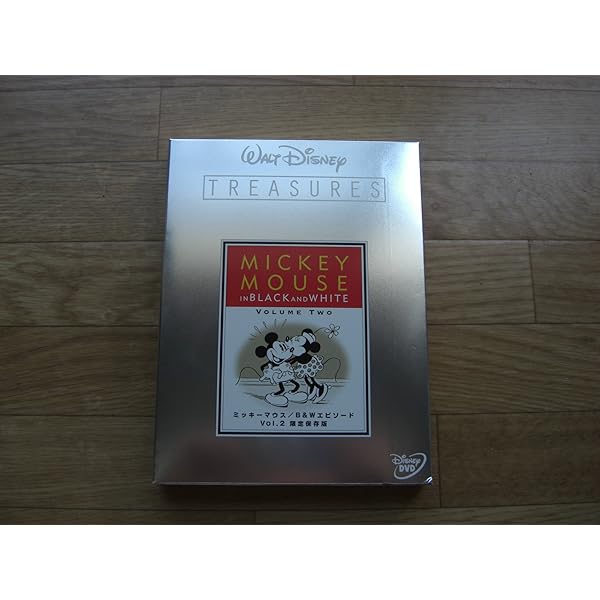 WALT DISNEY
TREASURES
MICKEY
MOUSE
IN BLACK AND WHITE
VOLUME TWO
ミッキーマウス/B&Wエピソード
Vol.2 限定保存版
DISNEY
DVD